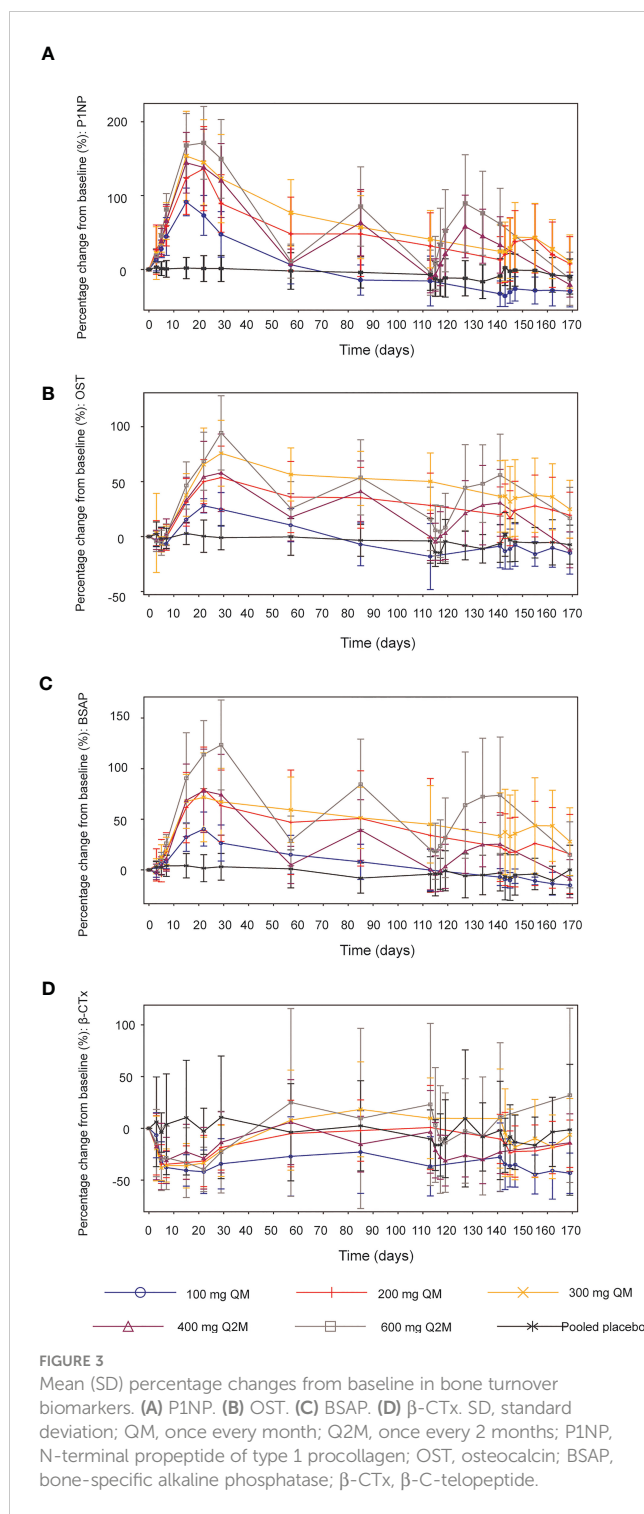 A
Percentage change from baseline (%): P1NP
200
100
0
0 10 20 30 40 50 60 70 80 90 100 110 120 130 140 150 160 170
Time (days)
B
Percentage change from baseline (%): OST
100
50
0
-50
0 10 20 30 40 50 60 70 80 90 100 110 120 130 140 150 160 170
Time (days)
C
Percentage change from baseline (%): BSAP
150
100
50
0
0 10 20 30 40 50 60 70 80 90 100 110 120 130 140 150 160 170
Time (days)
D
Percentage change from baseline (%): β-CTx
100
50
0
-50
0 10 20 30 40 50 60 70 80 90 100 110 120 130 140 150 160 170
Time (days)
100 mg QM 200 mg QM 300 mg QM
400 mg Q2M 600 mg Q2M Pooled placebo
FIGURE 3
Mean (SD) percentage changes from baseline in bone turnover
biomarkers. (A) P1NP. (B) OST. (C) BSAP. (D) β-CTx. SD, standard
deviation; QM, once every month; Q2M, once every 2 months; P1NP,
N-terminal propeptide of type 1 procollagen; OST, osteocalcin; BSAP,
bone-specific alkaline phosphatase; β-CTx, β-C-telopeptide.